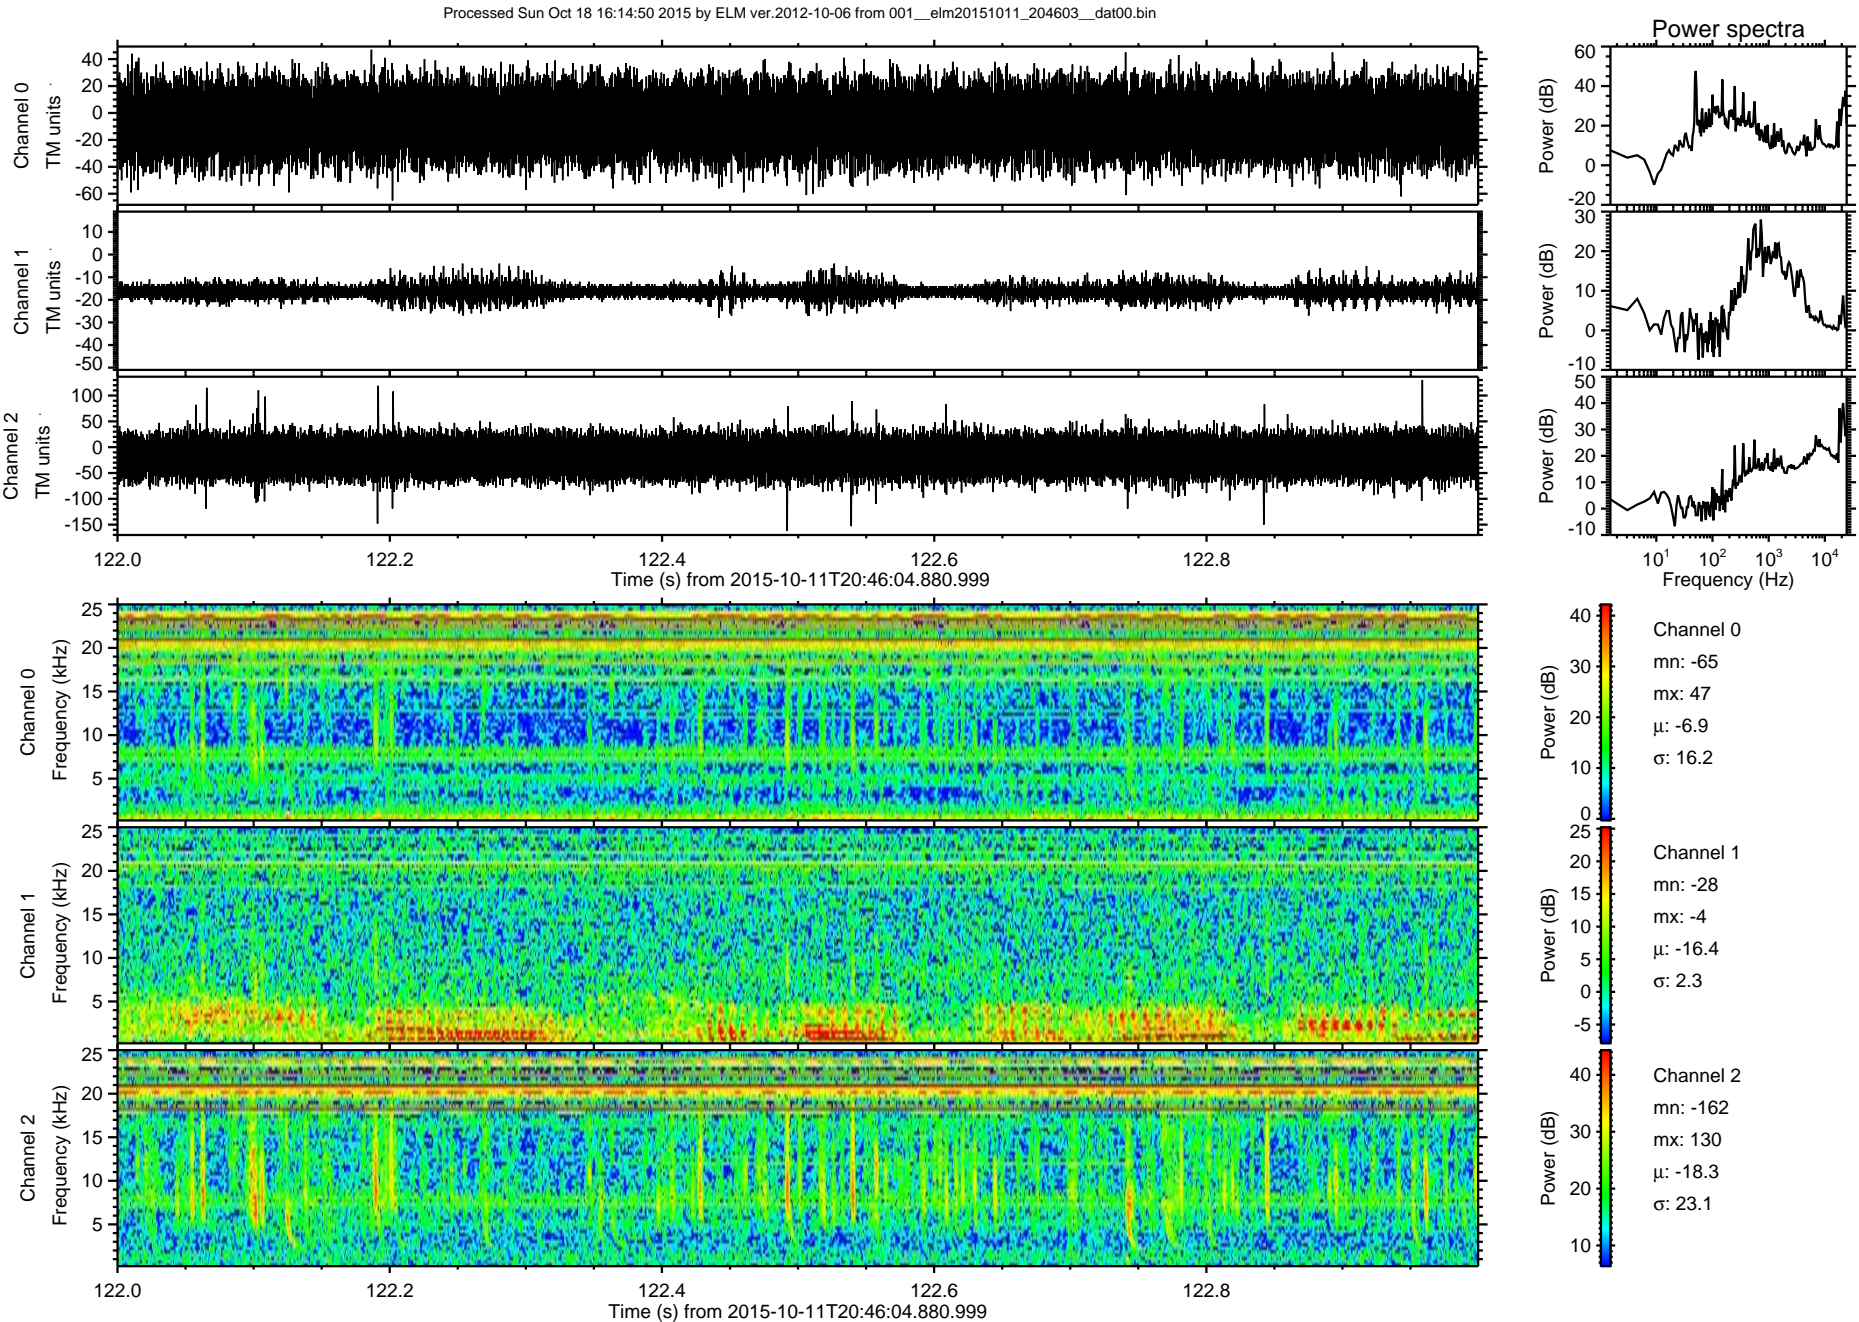 Processed Sun Oct 18 16:14:50 2015 by ELM ver.2012-10-06 from 001__elm20151011_204603__dat00.bin
Power spectra
Channel 0
TM units
40
20
0
-20
-40
-60
Power (dB)
60
40
20
0
-20
Channel 1
TM units
10
0
-10
-20
-30
-40
-50
Power (dB)
30
20
10
0
-10
Channel 2
TM units
100
50
0
-50
-100
-150
Power (dB)
50
40
30
20
10
0
-10
122.0 122.2 122.4 122.6 122.8
Time (s) from 2015-10-11T20:46:04.880.999
10^1 10^2 10^3 10^4
Frequency (Hz)
Channel 0
Frequency (kHz)
25
20
15
10
5
Power (dB)
40
30
20
10
0
Channel 0
mn: -65
mx: 47
μ: -6.9
σ: 16.2
Channel 1
Frequency (kHz)
25
20
15
10
5
Power (dB)
25
20
15
10
5
0
-5
Channel 1
mn: -28
mx: -4
μ: -16.4
σ: 2.3
Channel 2
Frequency (kHz)
25
20
15
10
5
Power (dB)
40
30
20
10
Channel 2
mn: -162
mx: 130
μ: -18.3
σ: 23.1
122.0 122.2 122.4 122.6 122.8
Time (s) from 2015-10-11T20:46:04.880.999